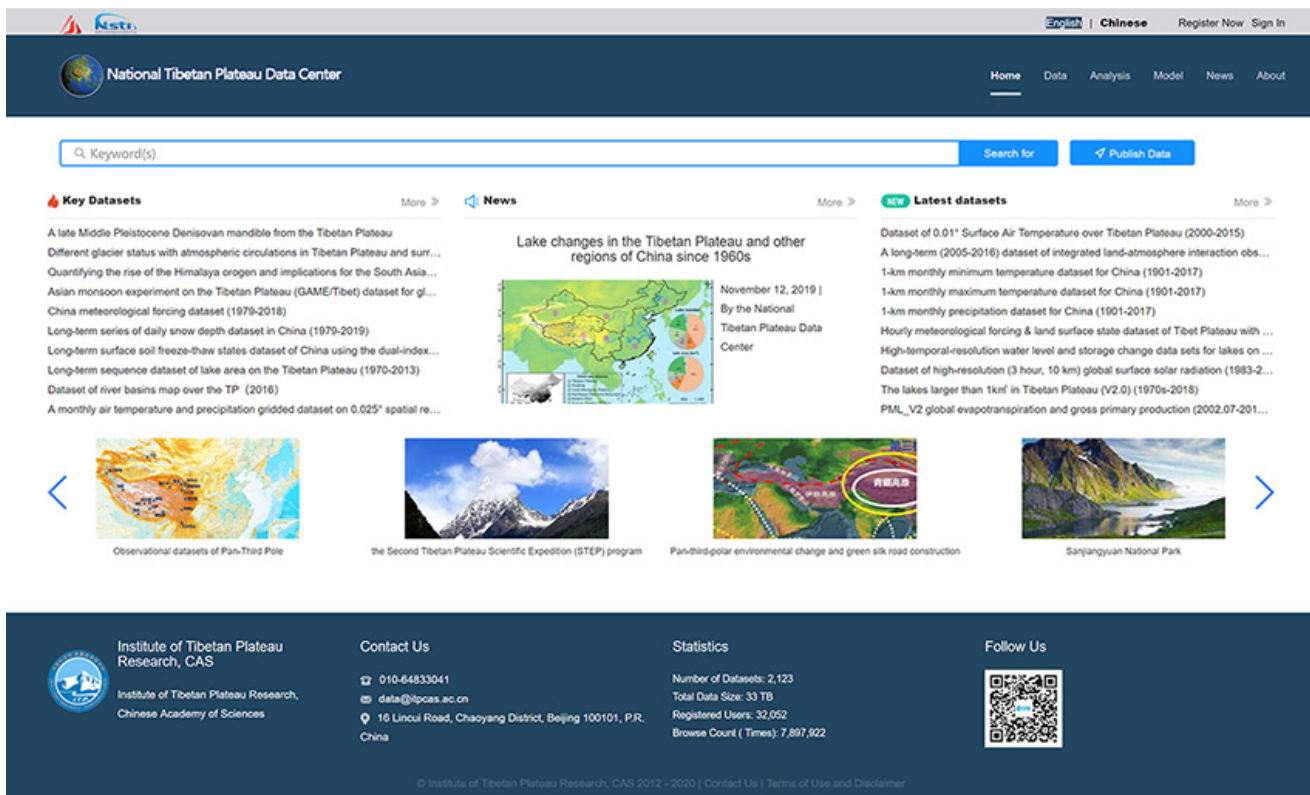 Nsti
English | Chinese Register Now Sign In
National Tibetan Plateau Data Center
Home Data Analysis Model News About
Keyword(s)
Search for
Publish Data
Key Datasets
More
A late Middle Pleistocene Denisovan mandible from the Tibetan Plateau
Different glacier status with atmospheric circulations in Tibetan Plateau and surr...
Quantifying the rise of the Himalaya orogen and implications for the South Asia...
Asian monsoon experiment on the Tibetan Plateau (GAME/Tibet) dataset for gl...
China meteorological forcing dataset (1979-2018)
Long-term series of daily snow depth dataset in China (1979-2019)
Long-term surface soil freeze-thaw states dataset of China using the dual-index...
Long-term sequence dataset of lake area on the Tibetan Plateau (1970-2013)
Dataset of river basins map over the TP (2016)
A monthly air temperature and precipitation gridded dataset on 0.025° spatial re...
News
More
Lake changes in the Tibetan Plateau and other
regions of China since 1960s
November 12, 2019 |
By the National
Tibetan Plateau Data
Center
NEW Latest datasets
More
Dataset of 0.01° Surface Air Temperature over Tibetan Plateau (2000-2015)
A long-term (2005-2016) dataset of integrated land-atmosphere interaction obs...
1-km monthly minimum temperature dataset for China (1901-2017)
1-km monthly maximum temperature dataset for China (1901-2017)
1-km monthly precipitation dataset for China (1901-2017)
Hourly meteorological forcing & land surface state dataset of Tibet Plateau with ...
High-temporal-resolution water level and storage change data sets for lakes on ...
Dataset of high-resolution (3 hour, 10 km) global surface solar radiation (1983-2...
The lakes larger than 1k㎡ in Tibetan Plateau (V2.0) (1970s-2018)
PML_V2 global evapotranspiration and gross primary production (2002.07-201...
青藏高原
Observational datasets of Pan-Third Pole
the Second Tibetan Plateau Scientific Expedition (STEP) program
Pan-third-polar environmental change and green silk road construction
Sanjiangyuan National Park
Institute of Tibetan Plateau
Research, CAS
Institute of Tibetan Plateau Research,
Chinese Academy of Sciences
Contact Us
010-64833041
data@itpcas.ac.cn
16 Lincui Road, Chaoyang District, Beijing 100101, P.R.
China
Statistics
Number of Datasets: 2,123
Total Data Size: 33 TB
Registered Users: 32,052
Browse Count ( Times): 7,897,922
Follow Us
© Institute of Tibetan Plateau Research, CAS 2012 - 2020 | Contact Us | Terms of Use and Disclaimer